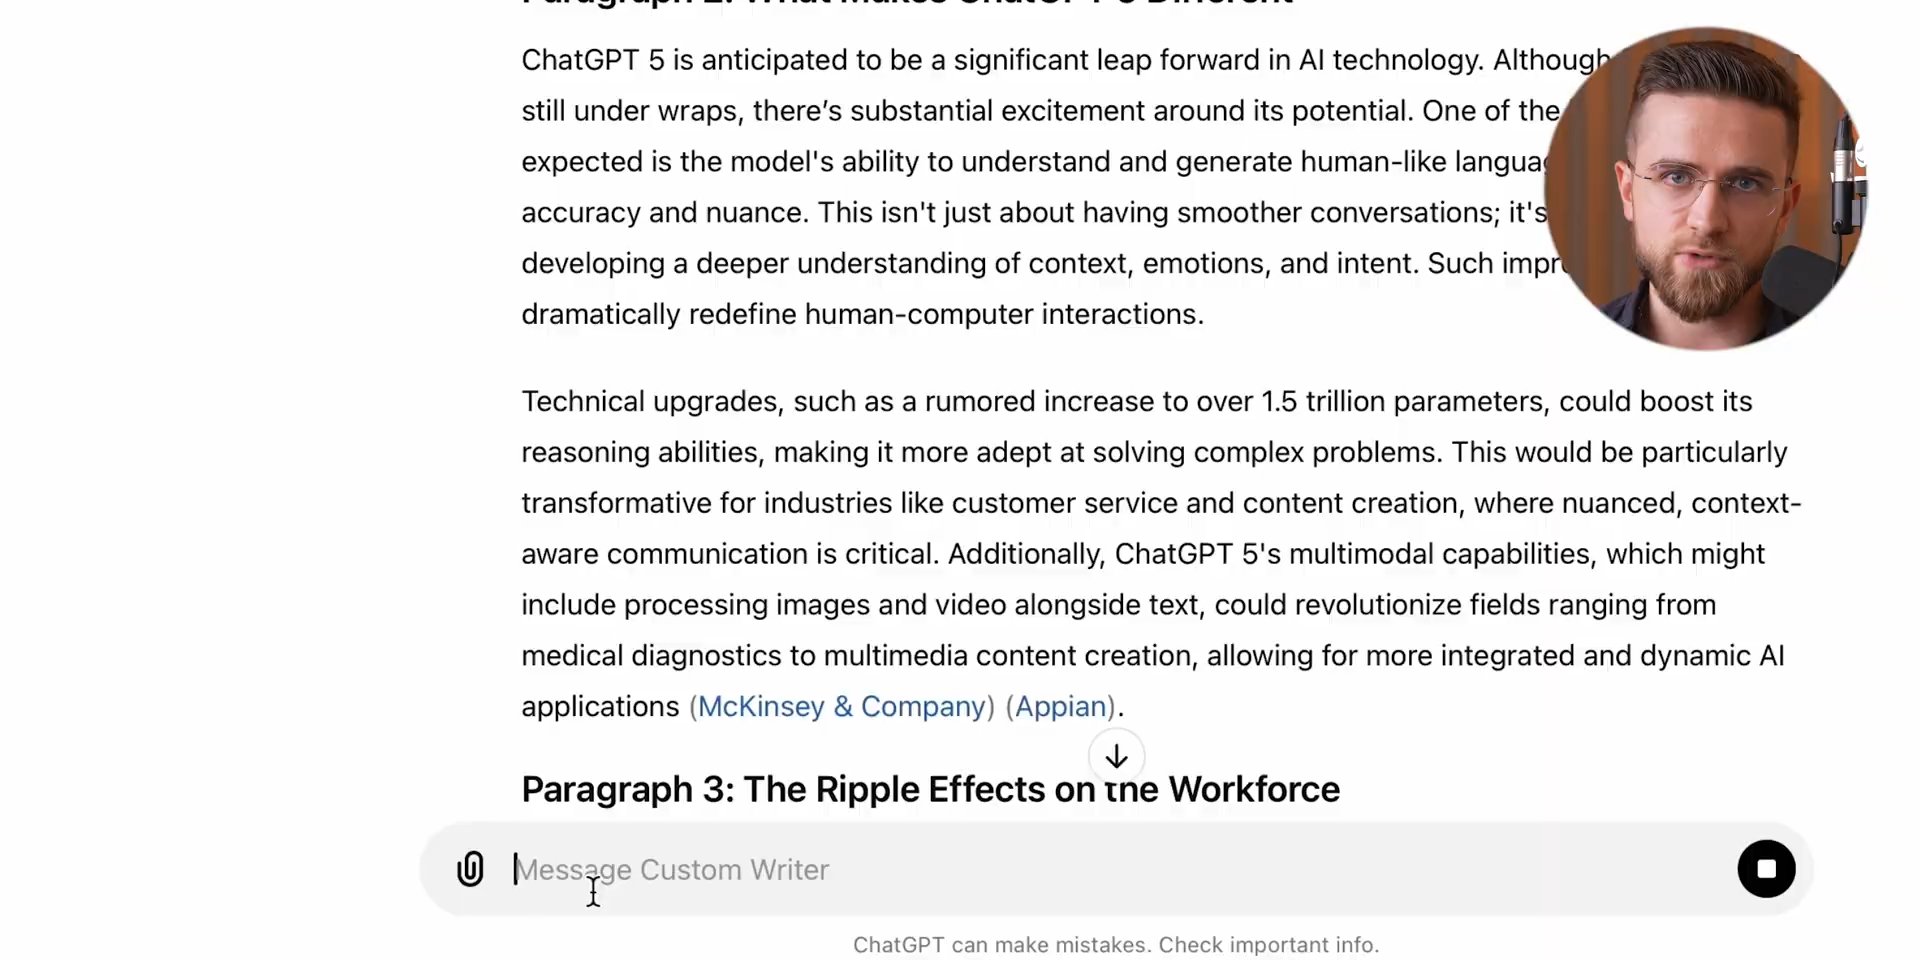 Paragraph 2: What Makes ChatGPT 5 Different
ChatGPT 5 is anticipated to be a significant leap forward in AI technology. Although
still under wraps, there’s substantial excitement around its potential. One of the
expected is the model's ability to understand and generate human-like
accuracy and nuance. This isn't just about having smoother conversations; it's
developing a deeper understanding of context, emotions, and intent. Such
dramatically redefine human-computer interactions.
Technical upgrades, such as a rumored increase to over 1.5 trillion parameters, could boost its
reasoning abilities, making it more adept at solving complex problems. This would be particularly
transformative for industries like customer service and content creation, where nuanced, context-
aware communication is critical. Additionally, ChatGPT 5's multimodal capabilities, which might
include processing images and video alongside text, could revolutionize fields ranging from
medical diagnostics to multimedia content creation, allowing for more integrated and dynamic AI
applications (McKinsey & Company) (Appian).
Paragraph 3: The Ripple Effects on the Workforce
Message Custom Writer
ChatGPT can make mistakes. Check important info.